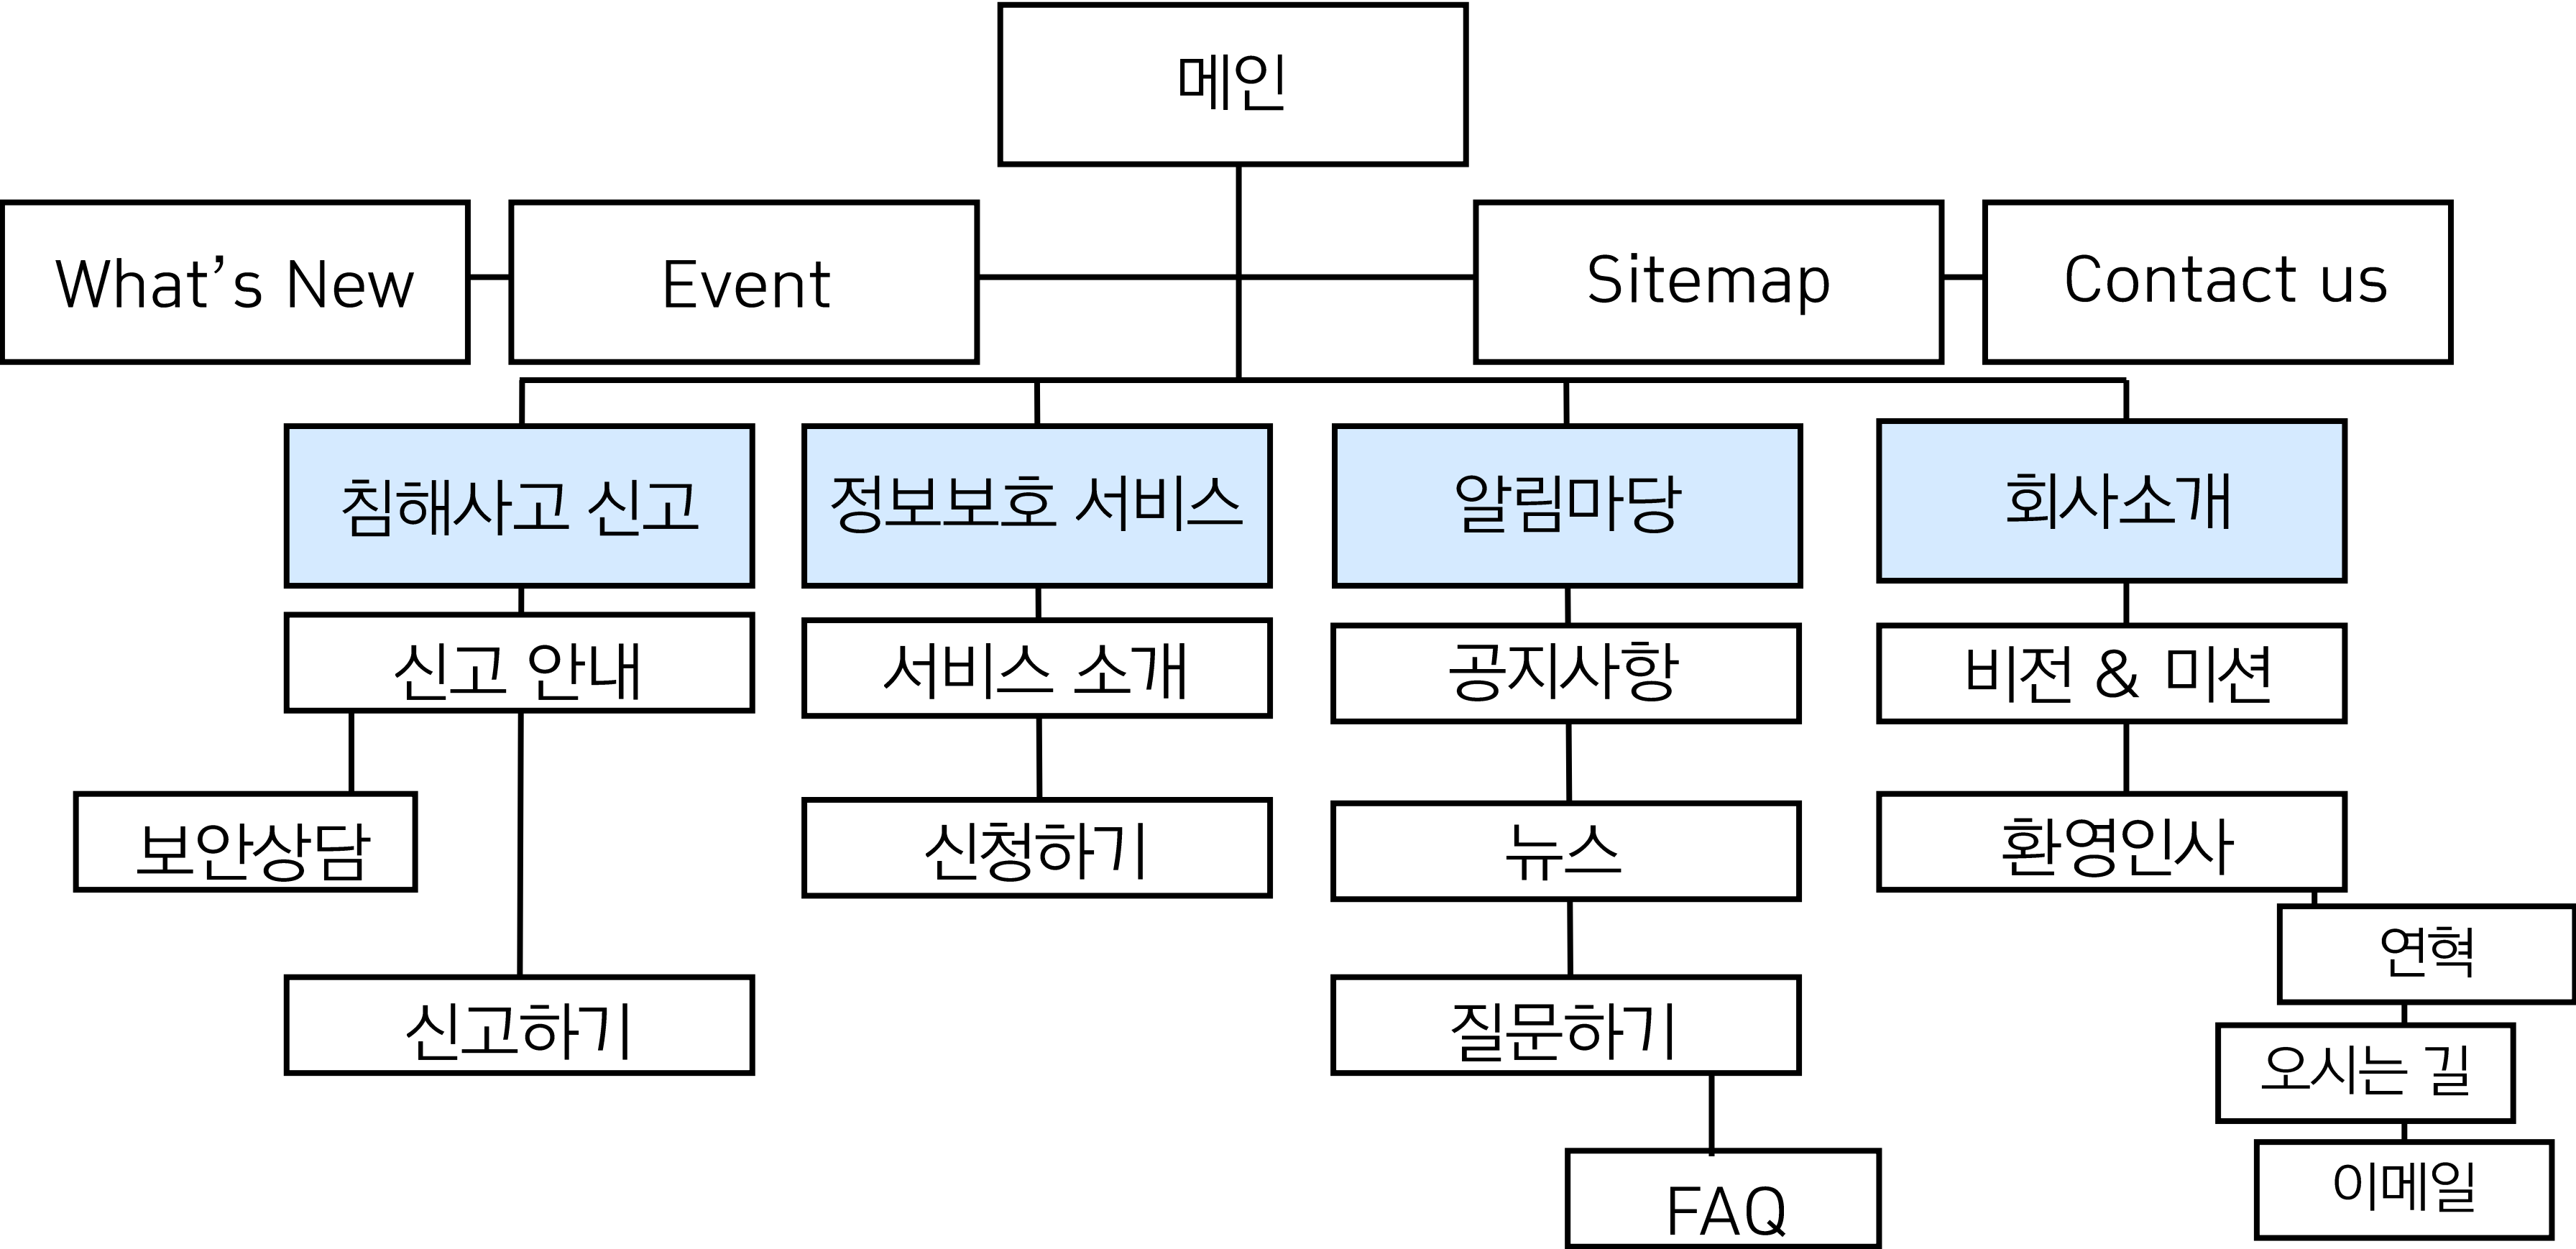 메인
What's New
Event
Sitemap
Contact us
침해사고 신고
정보보호 서비스
알림마당
회사소개
신고 안내
서비스 소개
공지사항
비전 & 미션
보안상담
신청하기
뉴스
환영인사
연혁
신고하기
질문하기
오시는 길
FAQ
이메일